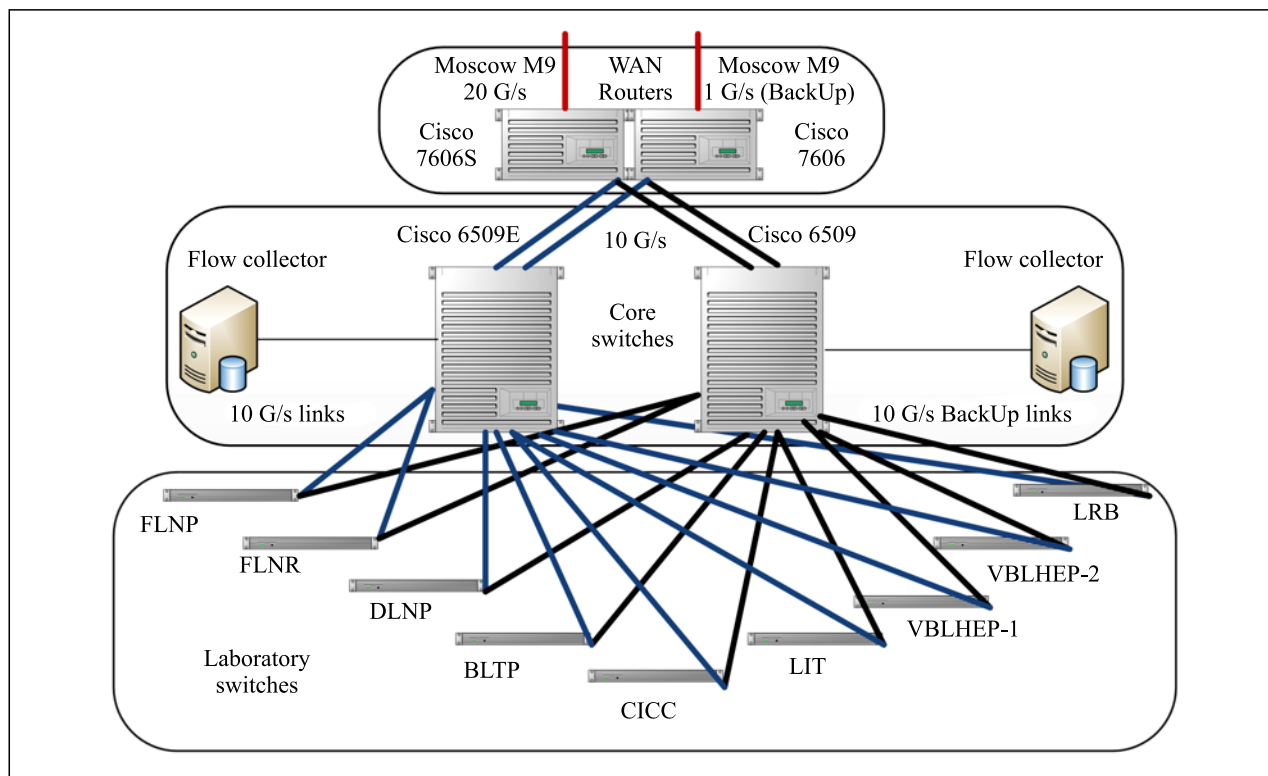 Moscow M9
20 G/s
WAN
Routers
Moscow M9
1 G/s (BackUp)
Cisco
7606S
Cisco
7606
Cisco 6509E
10 G/s
Cisco 6509
Flow collector
Flow collector
Core
switches
10 G/s links
10 G/s BackUp links
FLNP
LRB
FLNR
VBLHEP-2
DLNP
VBLHEP-1
BLTP
LIT
Laboratory
switches
CICC